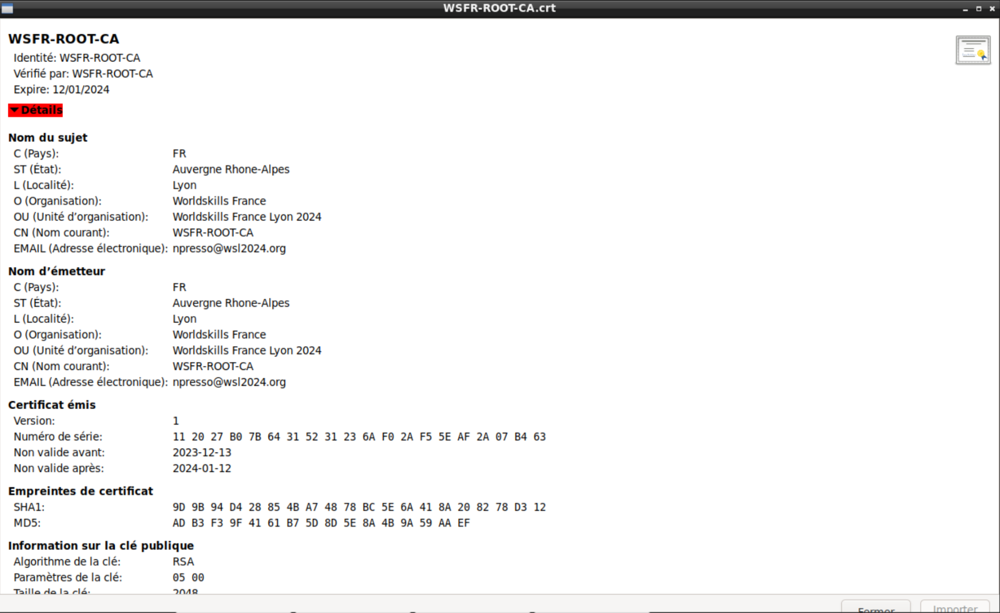 WSFR-ROOT-CA.crt
WSFR-ROOT-CA
Identité: WSFR-ROOT-CA
Vérifié par: WSFR-ROOT-CA
Expire: 12/01/2024
Détails
Nom du sujet
C (Pays): FR
ST (État): Auvergne Rhone-Alpes
L (Localité): Lyon
O (Organisation): Worldskills France
OU (Unité d’organisation): Worldskills France Lyon 2024
CN (Nom courant): WSFR-ROOT-CA
EMAIL (Adresse électronique): npresso@wsl2024.org
Nom d’émetteur
C (Pays): FR
ST (État): Auvergne Rhone-Alpes
L (Localité): Lyon
O (Organisation): Worldskills France
OU (Unité d’organisation): Worldskills France Lyon 2024
CN (Nom courant): WSFR-ROOT-CA
EMAIL (Adresse électronique): npresso@wsl2024.org
Certificat émis
Version: 1
Numéro de série: 11 20 27 B0 7B 64 31 52 31 23 6A F0 2A F5 5E AF 2A 07 B4 63
Non valide avant: 2023-12-13
Non valide après: 2024-01-12
Empreintes de certificat
SHA1: 9D 9B 94 D4 28 85 4B A7 48 78 BC 5E 6A 41 8A 20 82 78 D3 12
MD5: AD B3 F3 9F 41 61 B7 5D 8D 5E 8A 4B 9A 59 AA EF
Information sur la clé publique
Algorithme de la clé: RSA
Paramètres de la clé: 05 00
Taille de la clé: 2048
Fermer Importer